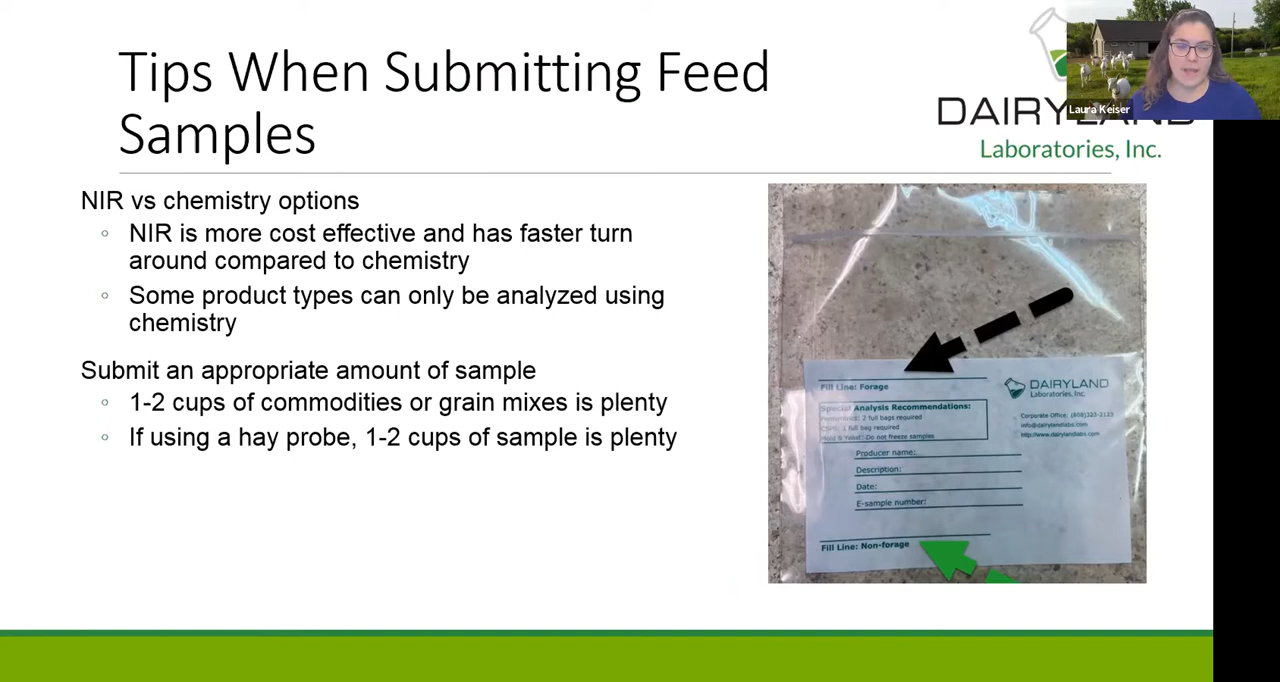 Tips When Submitting Feed
Samples
Laura Keiser
DAIRYLAND
Laboratories, Inc.
NIR vs chemistry options
◦ NIR is more cost effective and has faster turn
around compared to chemistry
◦ Some product types can only be analyzed using
chemistry
Submit an appropriate amount of sample
◦ 1-2 cups of commodities or grain mixes is plenty
◦ If using a hay probe, 1-2 cups of sample is plenty
Fill Line: Forage
Special Analysis Recommendations:
2 full bags required
CSPS: 1 full bag required
Mold & Yeast: Do not freeze samples
DAIRYLAND
Laboratories, Inc.
Corporate Office: (608)323-2123
info@dairylandlabs.com
http://www.dairylandlabs.com
Producer name:
Description:
Date:
E-sample number:
Fill Line: Non-forage